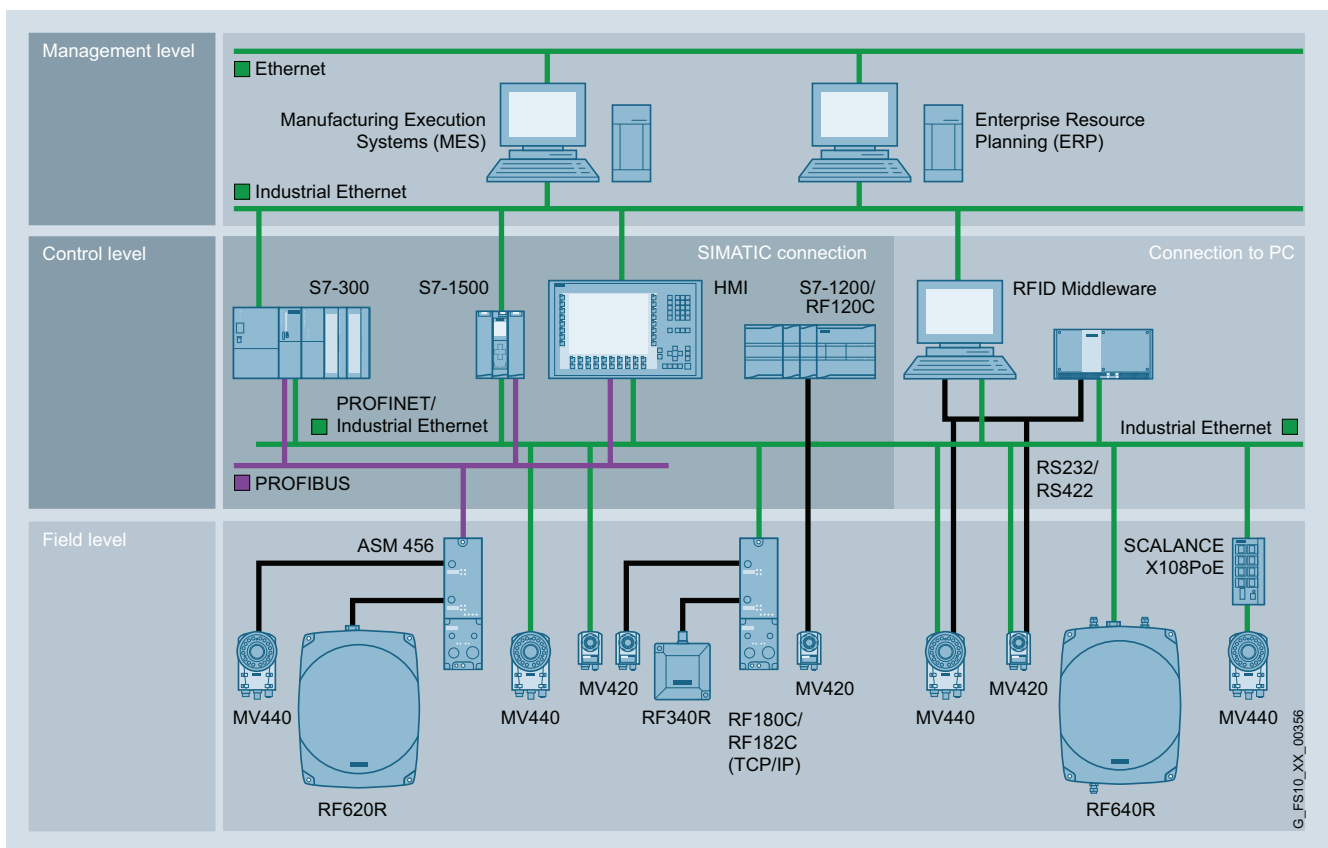 Management level
Ethernet
Manufacturing Execution
Systems (MES)
Enterprise Resource
Planning (ERP)
Industrial Ethernet
Control level
SIMATIC connection
Connection to PC
S7-300
S7-1500
HMI
S7-1200/
RF120C
RFID Middleware
PROFINET/
Industrial Ethernet
Industrial Ethernet
PROFIBUS
RS232/
RS422
Field level
ASM 456
SCALANCE
X108PoE
MV440
RF620R
MV440
MV420
RF340R
RF180C/
RF182C
(TCP/IP)
MV420
MV440
MV420
RF640R
MV440
G_FS10_XX_00356